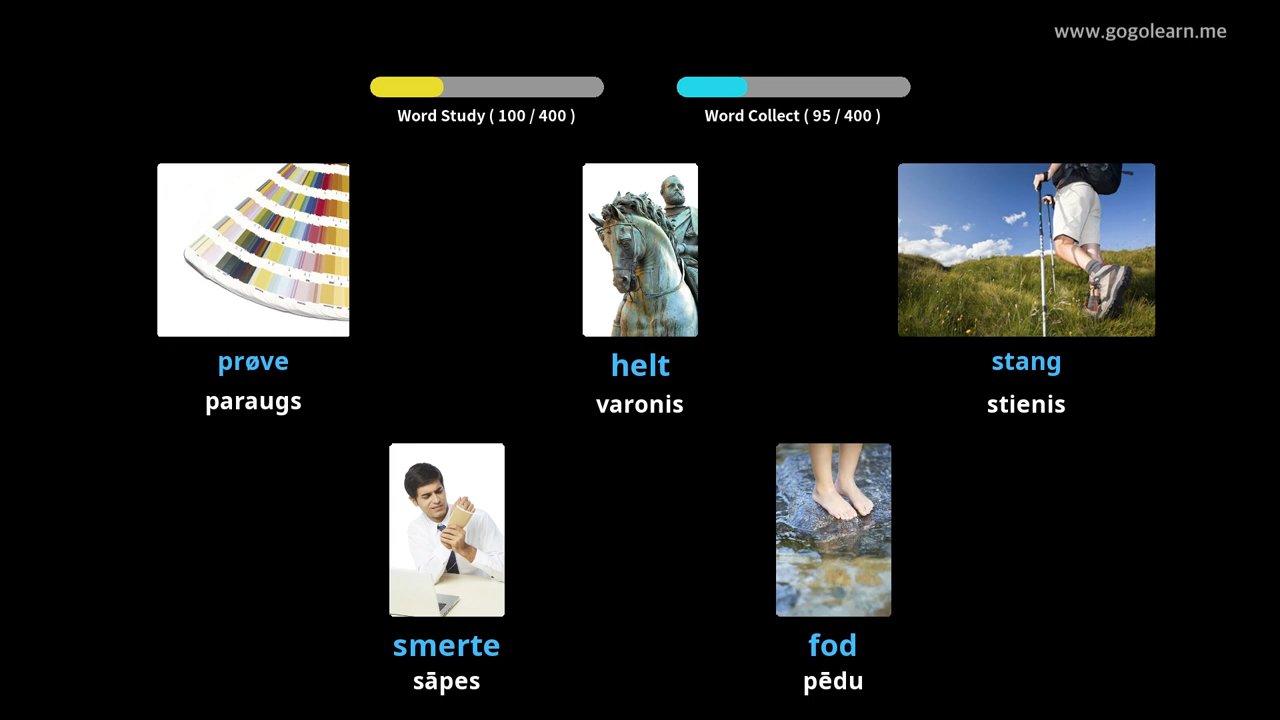 www.gogolearn.me
Word Study ( 100 / 400 )
Word Collect ( 95 / 400 )
prøve
paraugs
helt
varonis
stang
stienis
smerte
sāpes
fod
pēdu